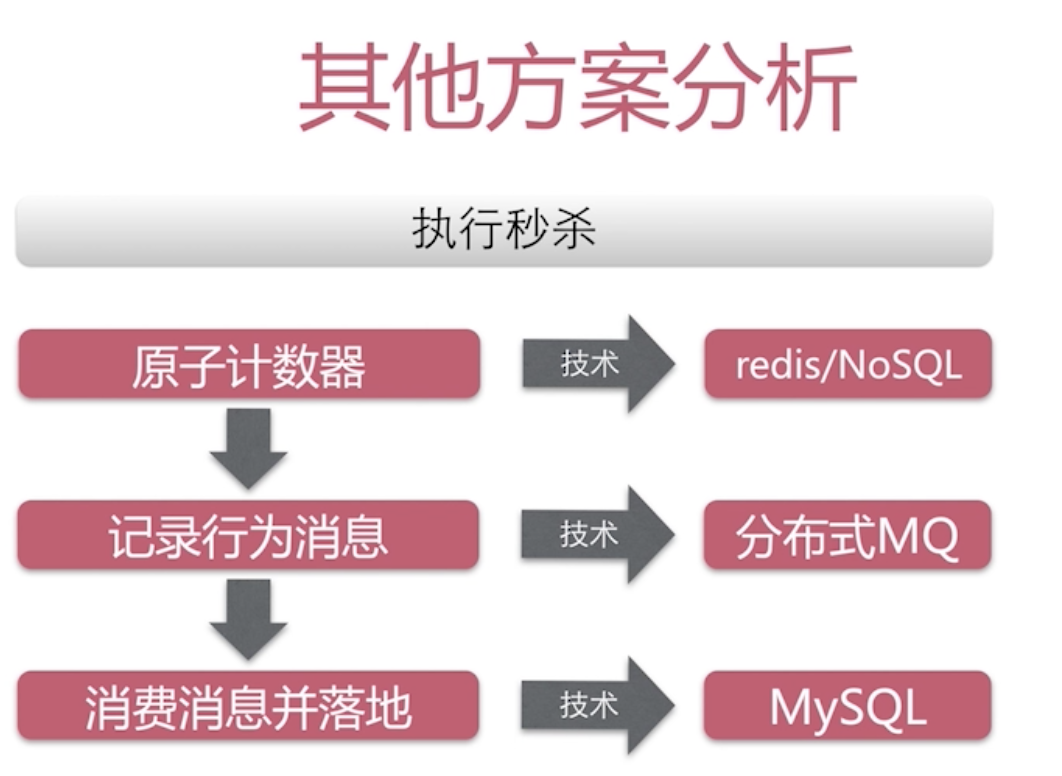 其他方案分析
执行秒杀
原子计数器
技术
redis/NoSQL
记录行为消息
技术
分布式MQ
消费消息并落地
技术
MySQL